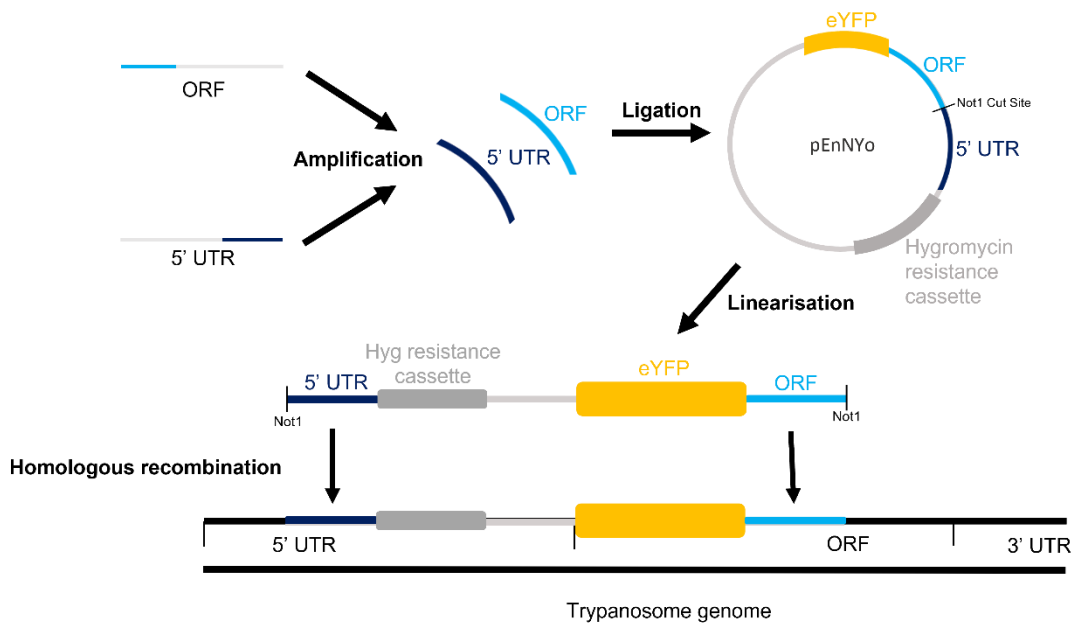 eYFP
ORF
ORF
ORF
Ligation
Not1 Cut Site
Amplification
5' UTR
pEnNYo
5' UTR
5' UTR
Hygromycin
resistance
cassette
Linearisation
Hyg resistance
cassette
eYFP
5' UTR
ORF
Not1
Not1
Homologous recombination
5' UTR
ORF
3' UTR
Trypanosome genome